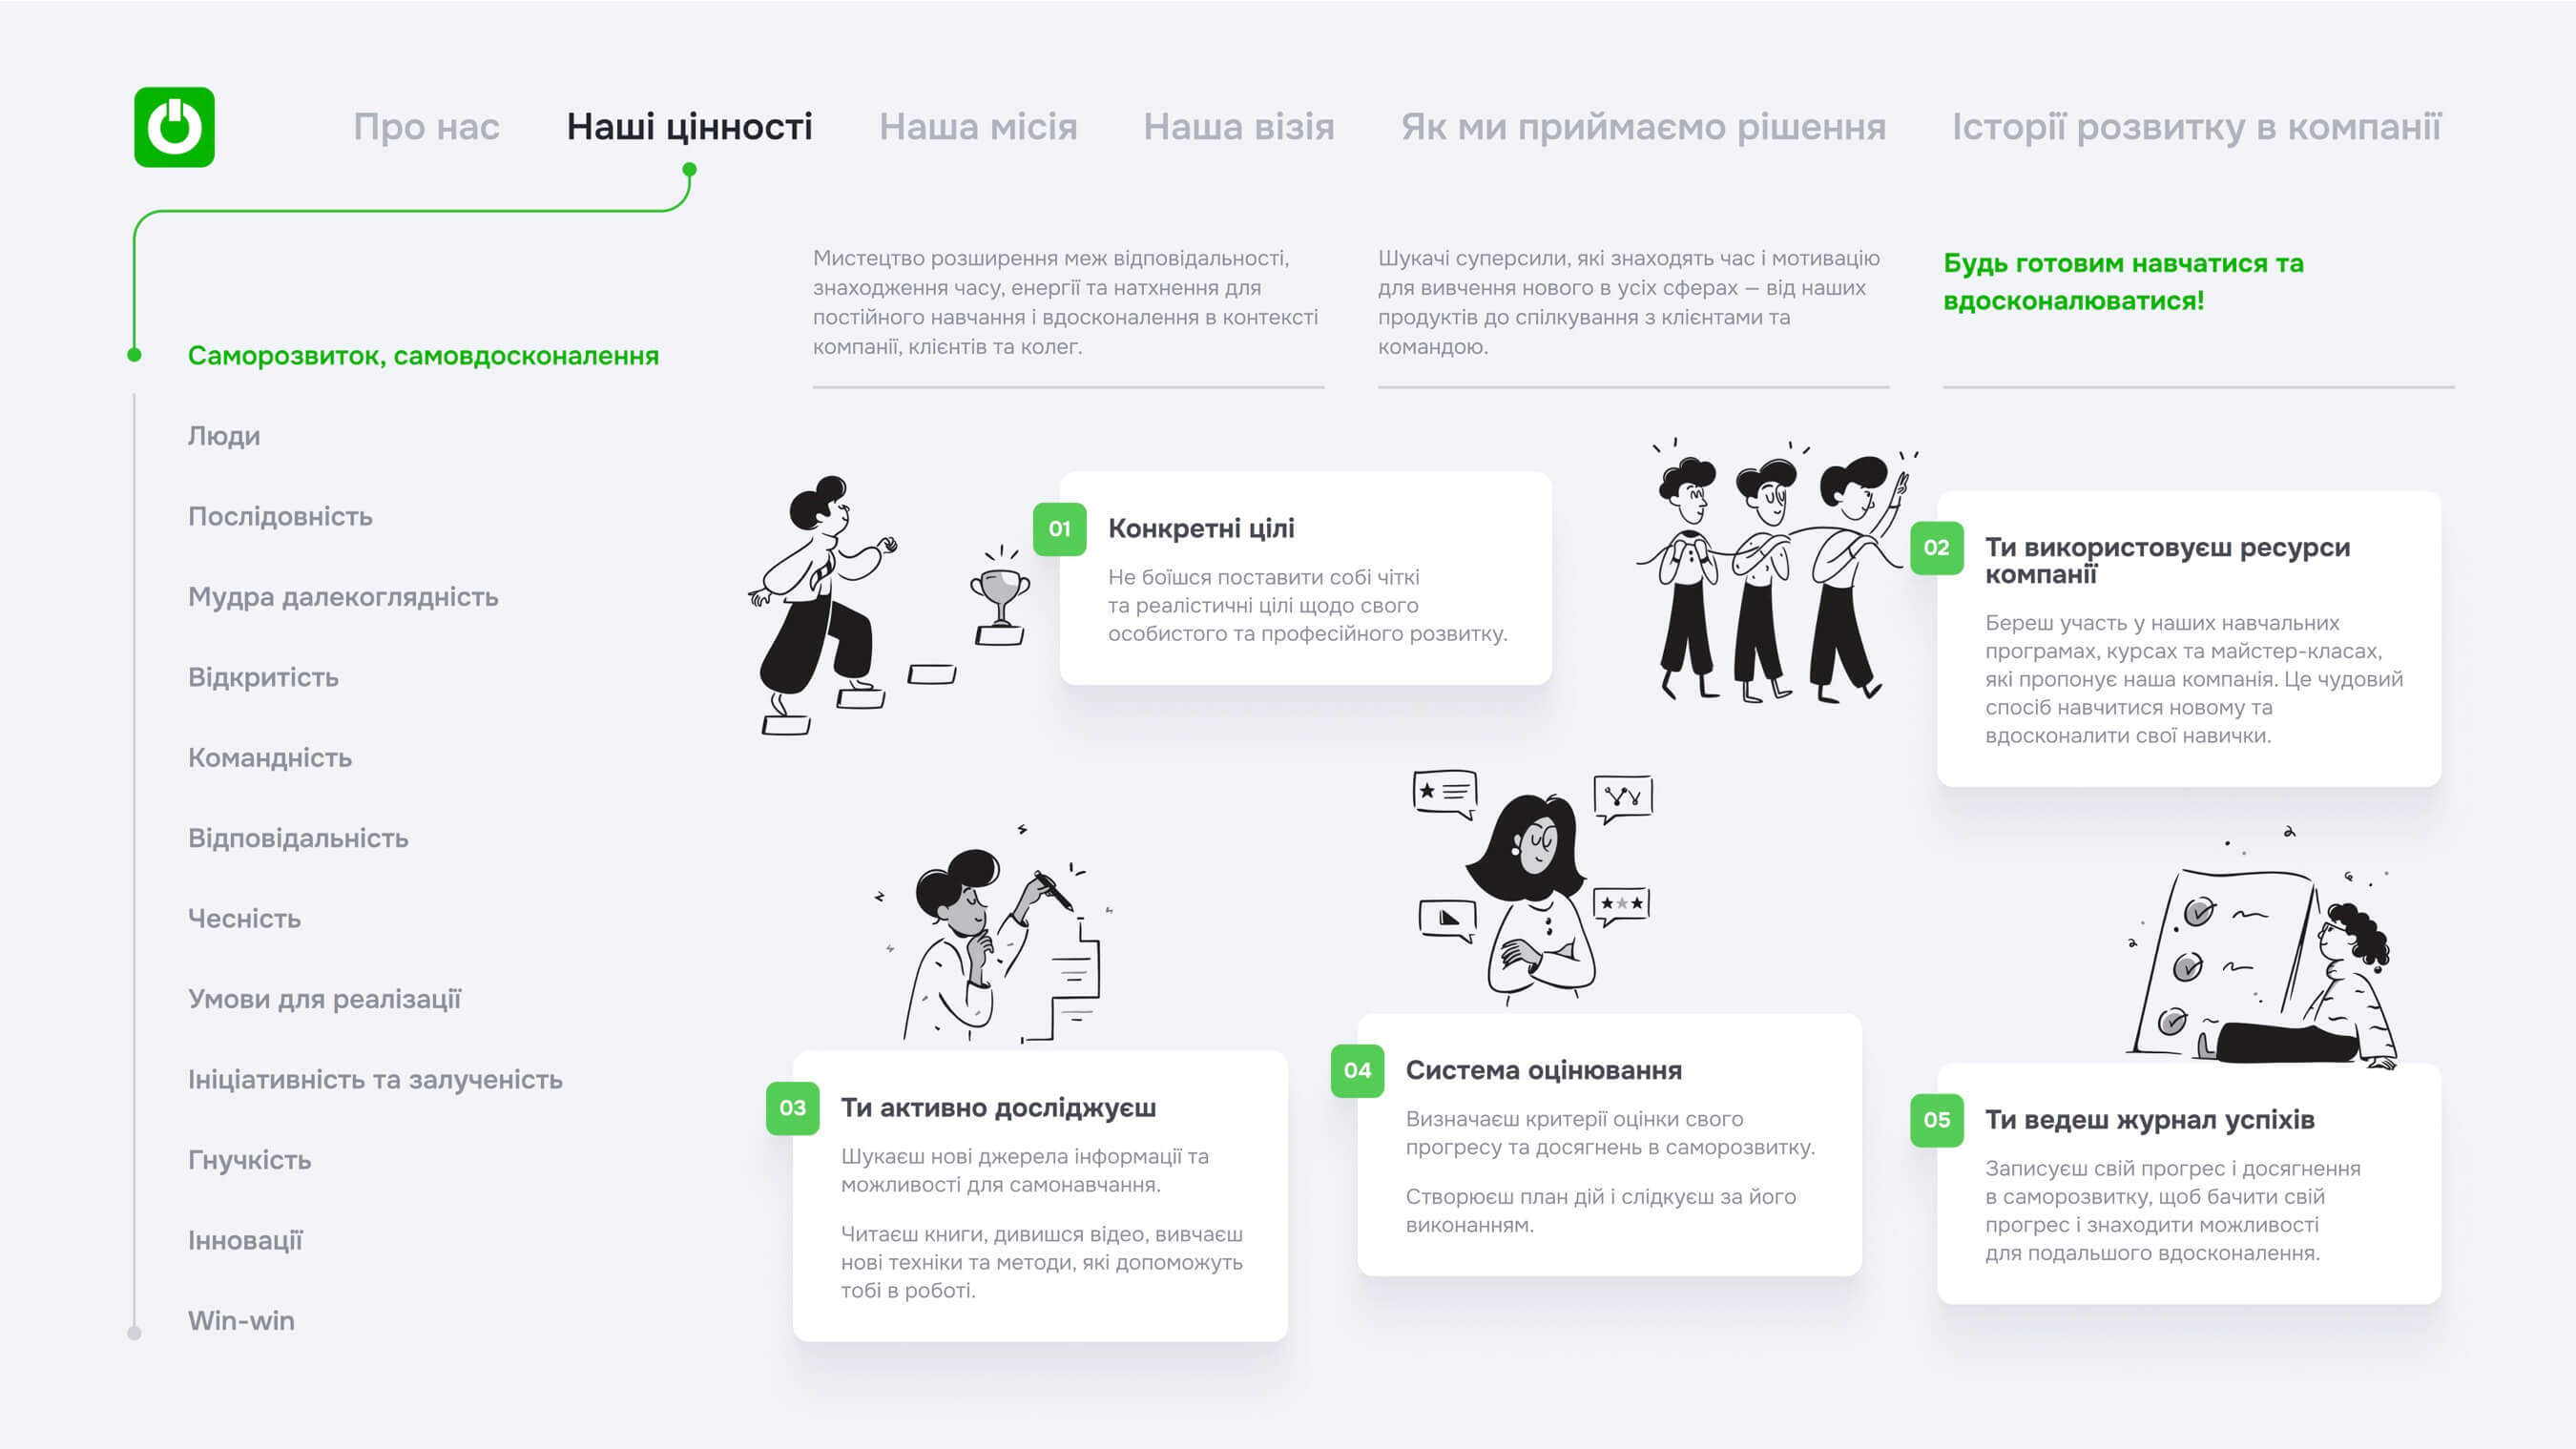 Про нас
Наші цінності
Наша місія
Наша візія
Як ми приймаємо рішення
Історії розвитку в компанії
Саморозвиток, самовдосконалення
Люди
Послідовність
Мудра далекоглядність
Відкритість
Командність
Відповідальність
Чесність
Умови для реалізації
Ініціативність та залученість
Гнучкість
Інновації
Win-win
Мистецтво розширення меж відповідальності,
знаходження часу, енергії та натхнення для
постійного навчання і вдосконалення в контексті
компанії, клієнтів та колег.
Шукачі суперсили, які знаходять час і мотивацію
для вивчення нового в усіх сферах — від наших
продуктів до спілкування з клієнтами та
командою.
Будь готовим навчатися та
вдосконалюватися!
01
Конкретні цілі
Не боїшся поставити собі чіткі
та реалістичні цілі щодо свого
особистого та професійного розвитку.
02
Ти використовуєш ресурси
компанії
Береш участь у наших навчальних
програмах, курсах та майстер-класах,
які пропонує наша компанія. Це чудовий
спосіб навчитися новому та
вдосконалити свої навички.
03
Ти активно досліджуєш
Шукаєш нові джерела інформації та
можливості для самонавчання.
Читаєш книги, дивишся відео, вивчаєш
нові техніки та методи, які допоможуть
тобі в роботі.
04
Система оцінювання
Визначаєш критерії оцінки свого
прогресу та досягнень в саморозвитку.
Створюєш план дій і слідкуєш за його
виконанням.
05
Ти ведеш журнал успіхів
Записуєш свій прогрес і досягнення
в саморозвитку, щоб бачити свій
прогрес і знаходити можливості
для подальшого вдосконалення.